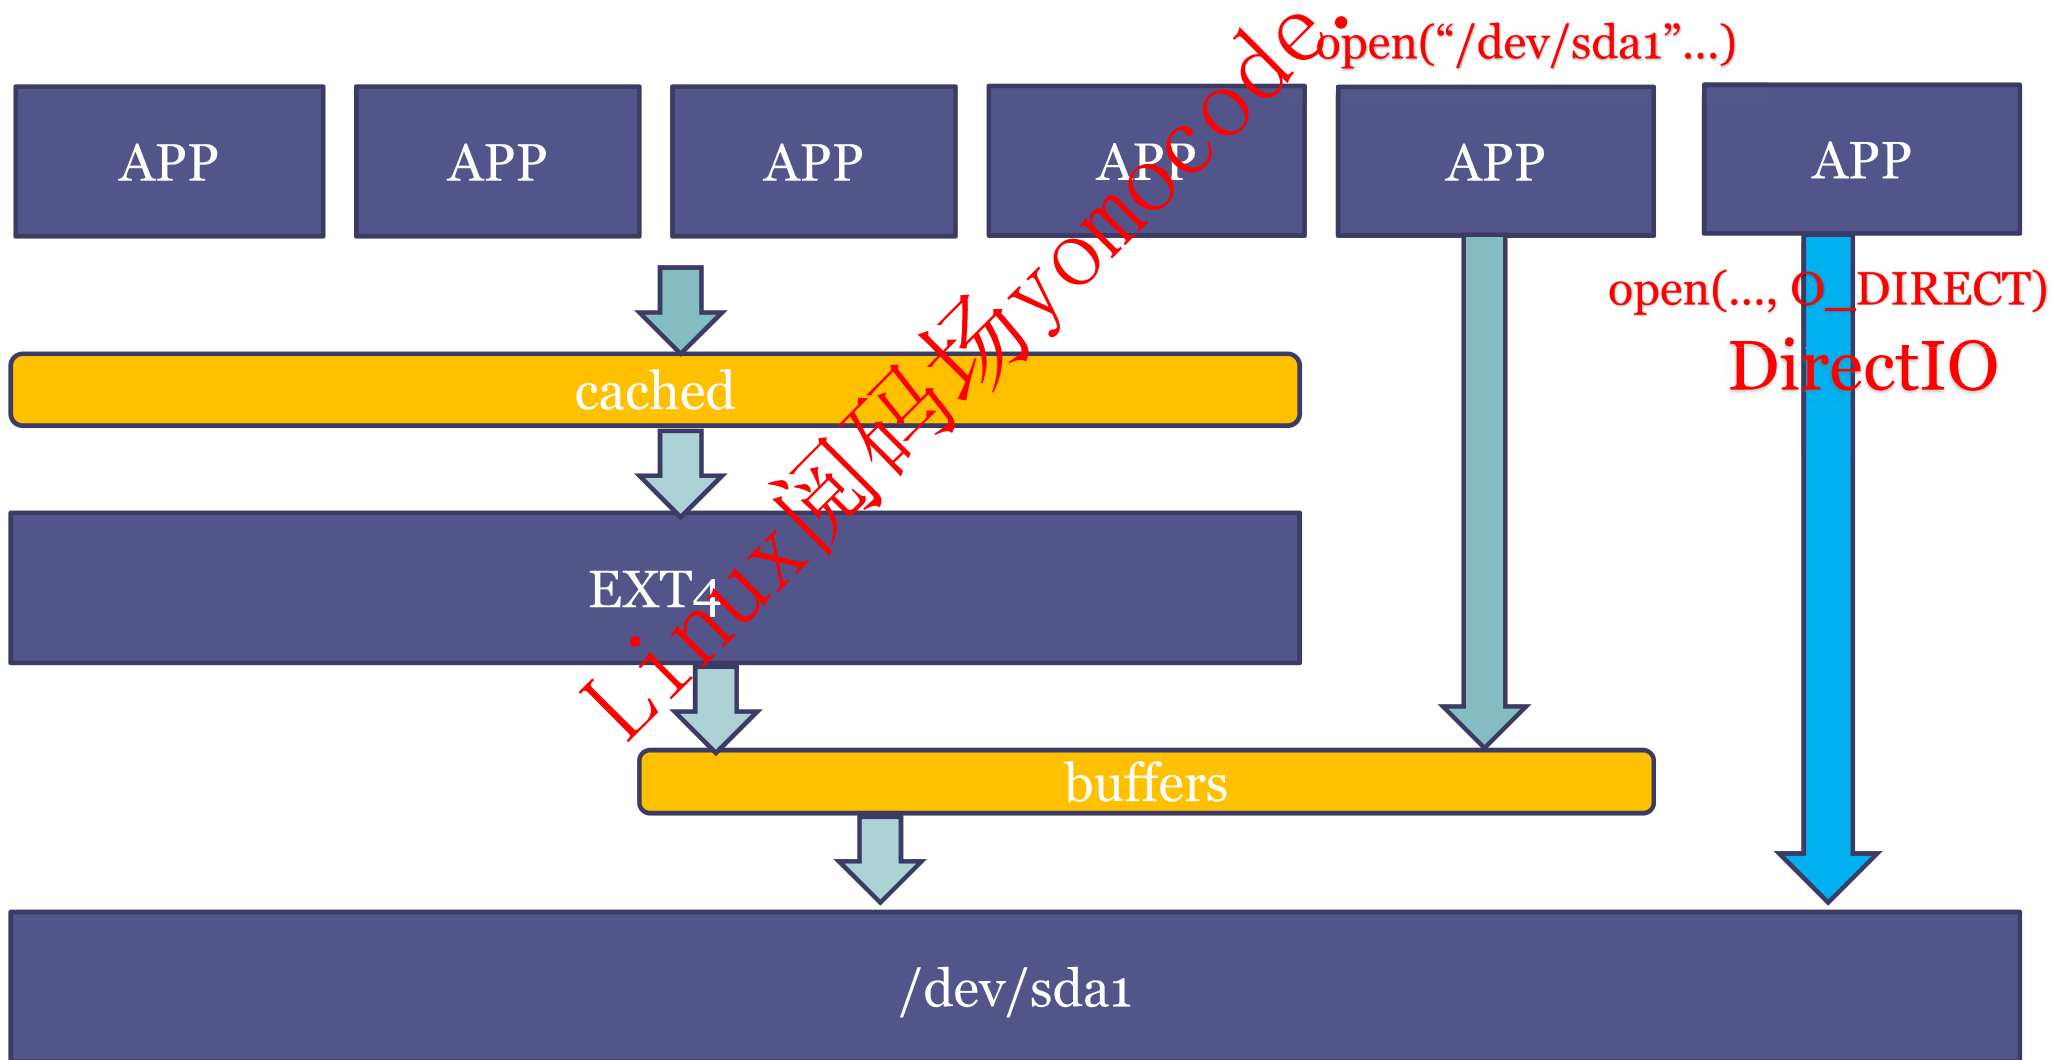 open(“/dev/sda1”...)
APP
APP
APP
APP
APP
APP
open(..., O_DIRECT)
DirectIO
cached
EXT4
buffers
/dev/sda1
Linux阅码场yomocode.